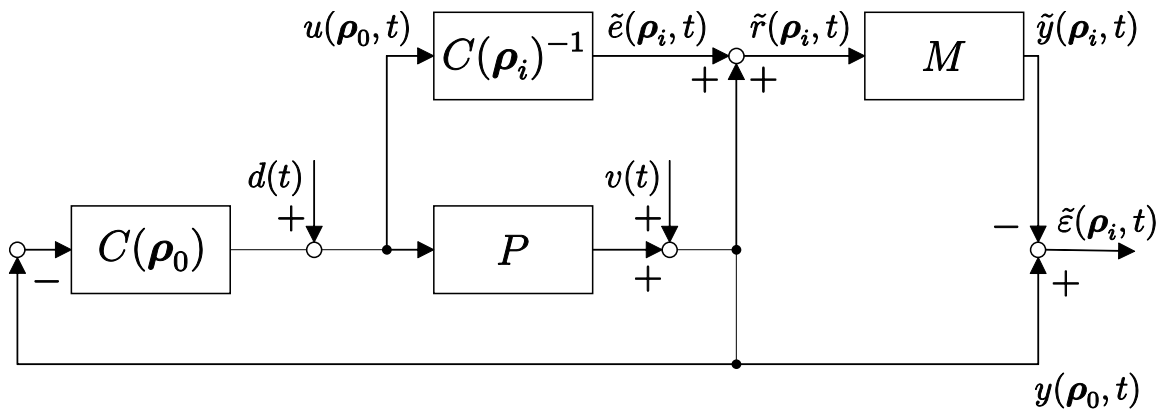 u(ρ₀, t)
C(ρᵢ)⁻¹
ẽ(ρᵢ, t)
+
+
r̃(ρᵢ, t)
M
ỹ(ρᵢ, t)
−
C(ρ₀)
d(t)
+
P
v(t)
+
+
−
ε̃(ρᵢ, t)
+
y(ρ₀, t)